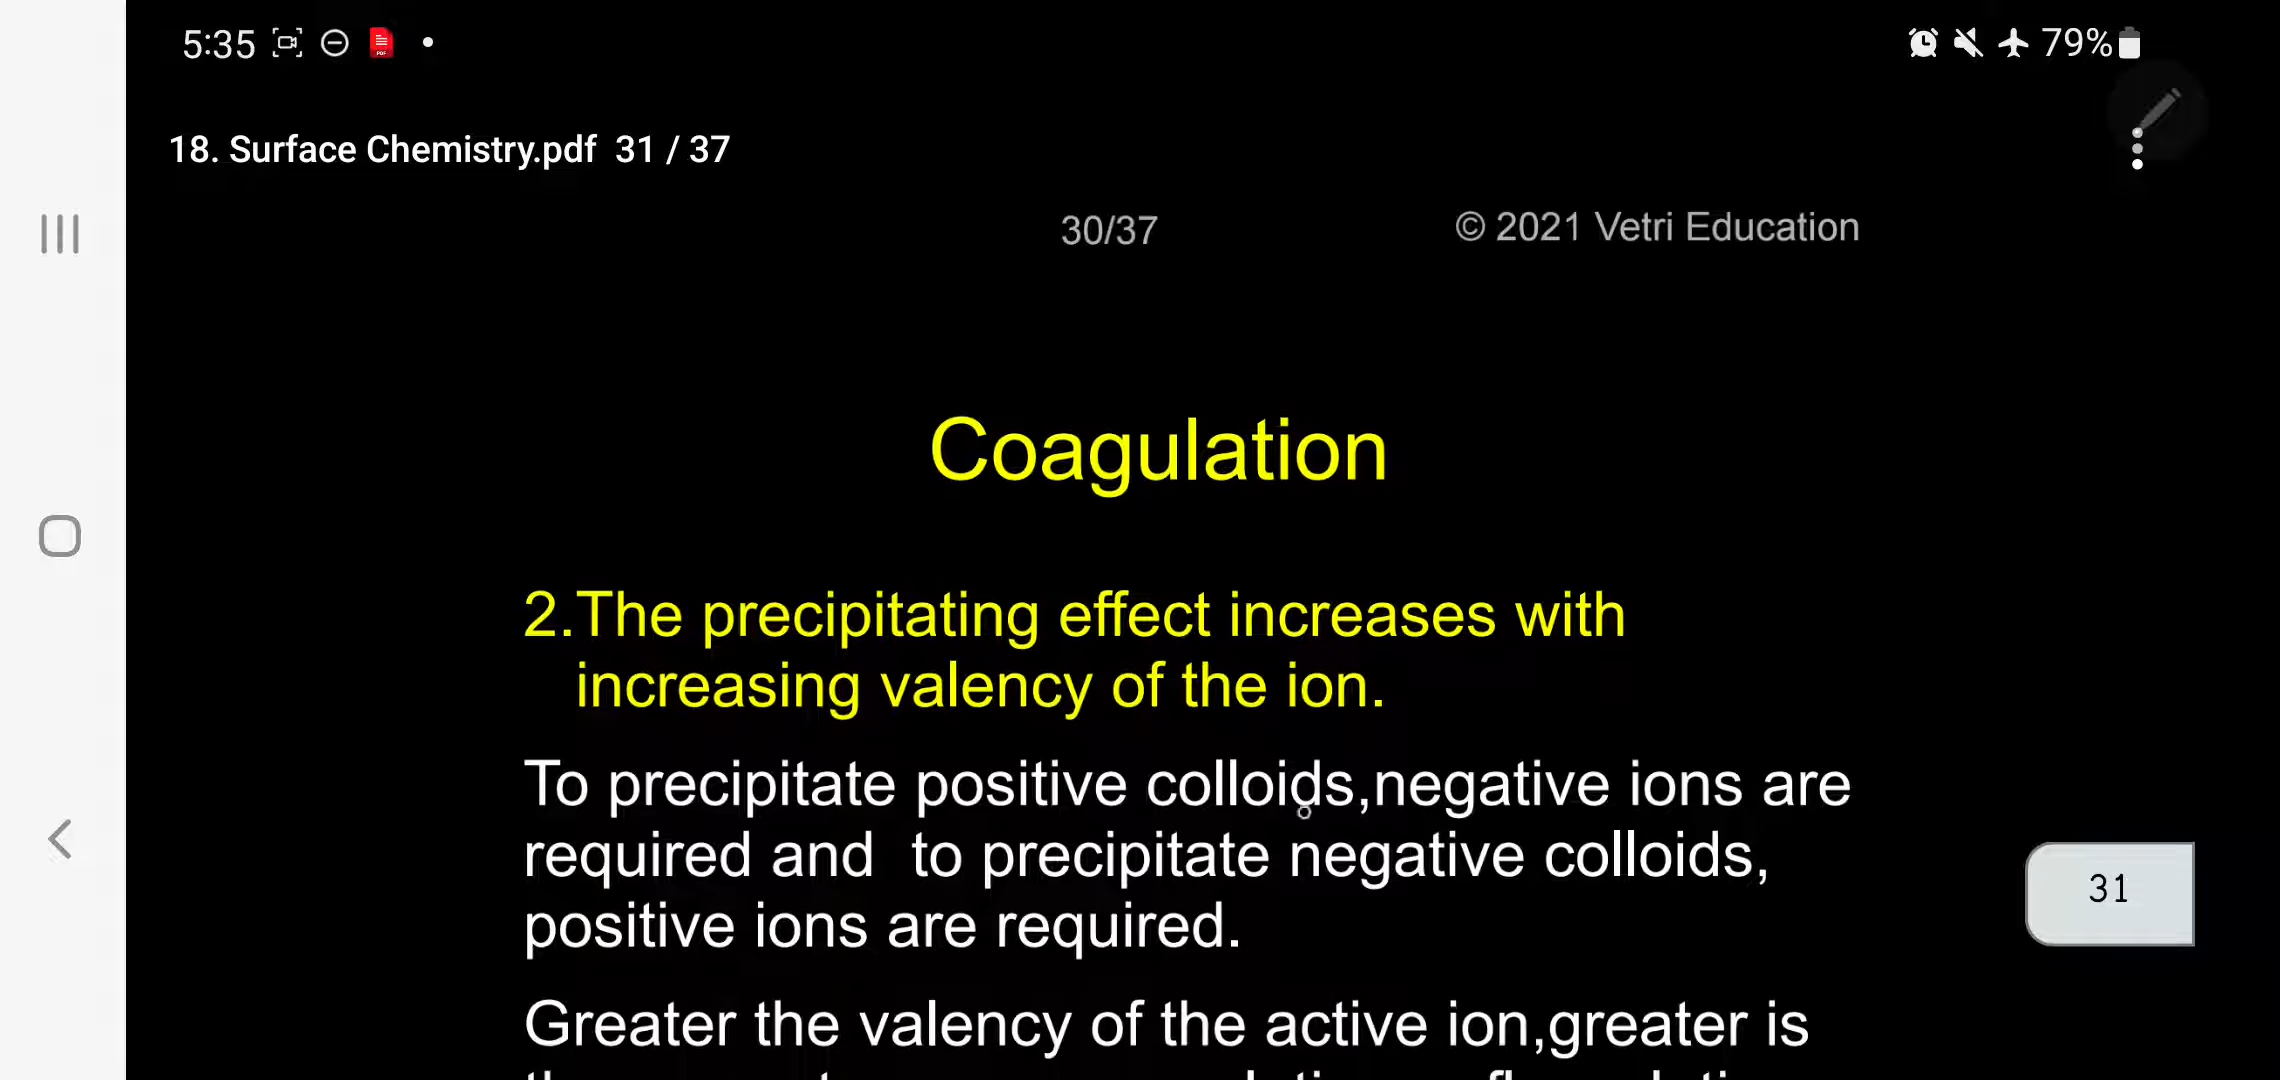 5:35
79%
18. Surface Chemistry.pdf 31 / 37
30/37
© 2021 Vetri Education
Coagulation
2.The precipitating effect increases with
increasing valency of the ion.
To precipitate positive colloids,negative ions are
required and to precipitate negative colloids,
positive ions are required.
31
Greater the valency of the active ion,greater is